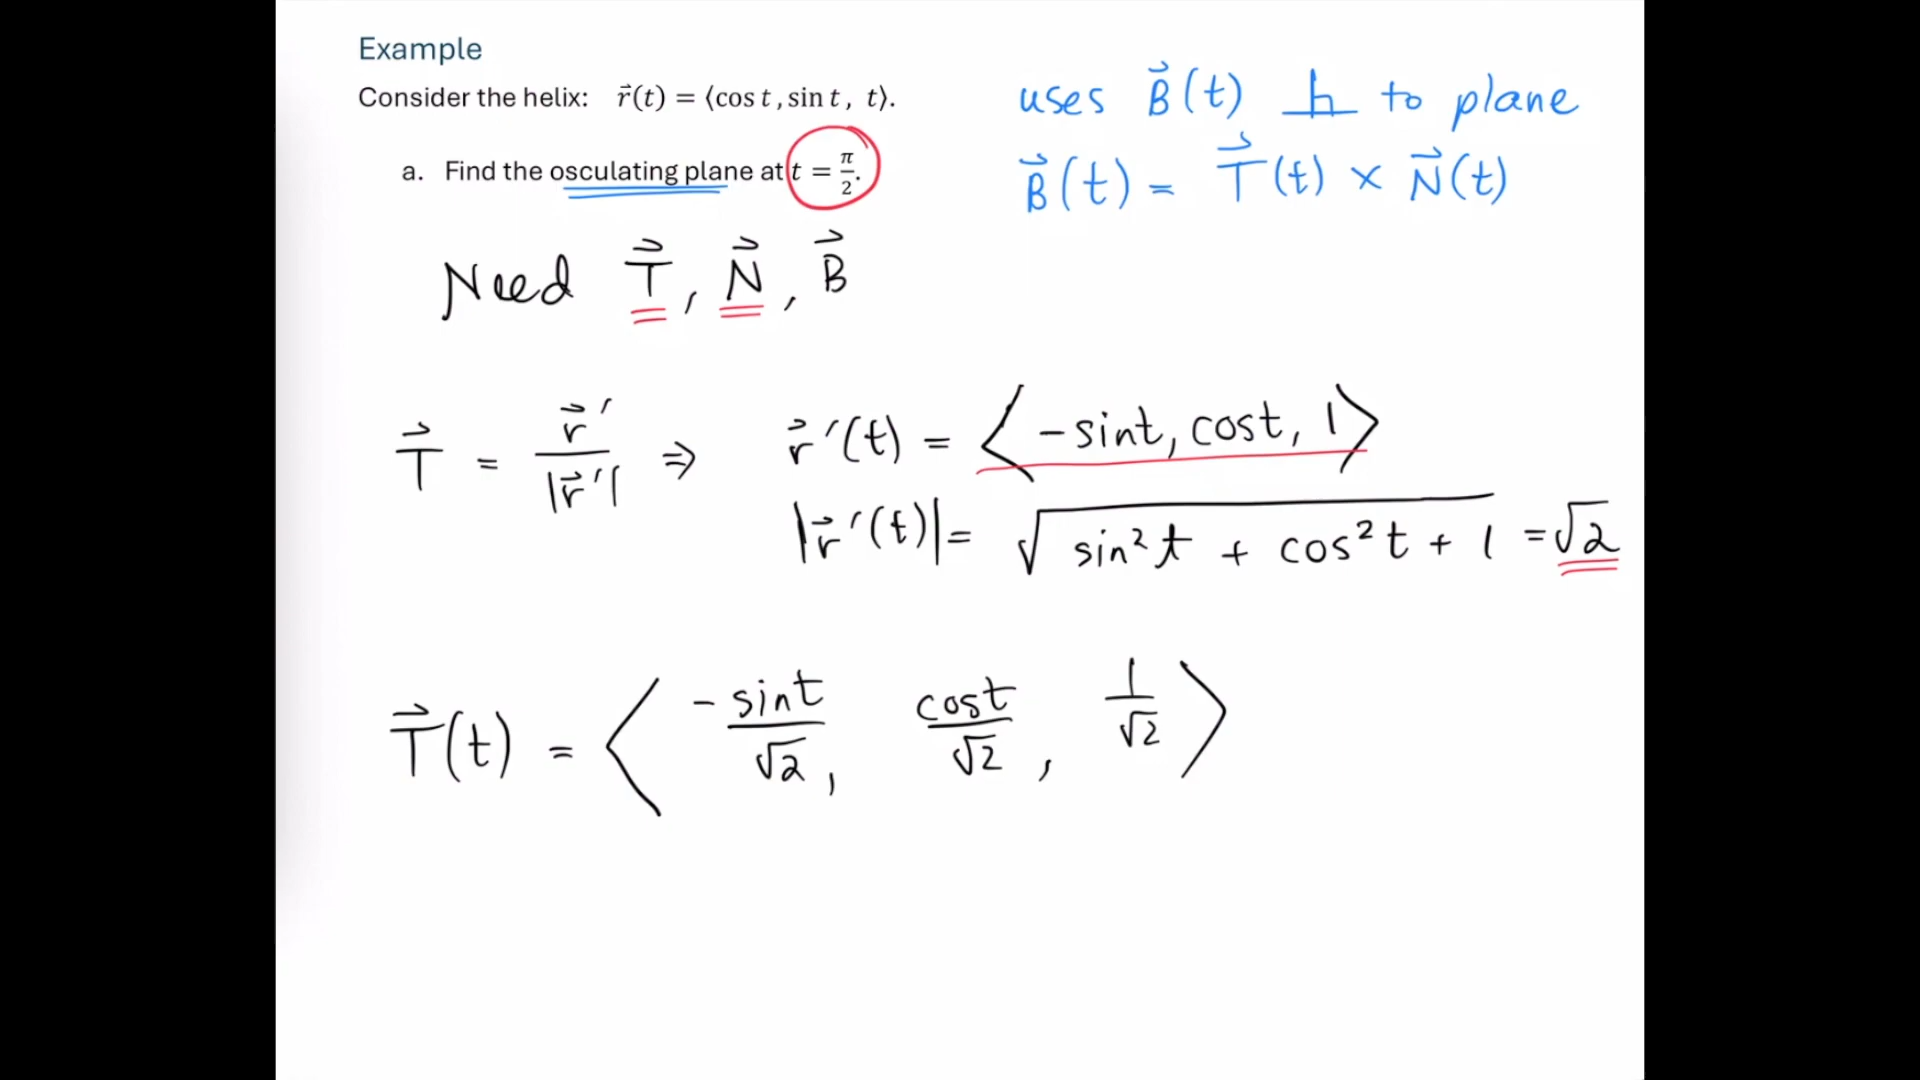 Example
Consider the helix: r⃗(t) = ⟨cos t , sin t , t⟩.
uses B⃗(t) ⊥ to plane
a. Find the osculating plane at t = π/2.
B⃗(t) = T⃗(t) × N⃗(t)
Need T⃗, N⃗, B⃗
T⃗ = r⃗′/|r⃗′| ⇒ r⃗′(t) = ⟨-sint, cost, 1⟩
|r⃗′(t)| = √(sin²t + cos²t + 1) = √2
T⃗(t) = ⟨-sint/√2, cost/√2, 1/√2⟩